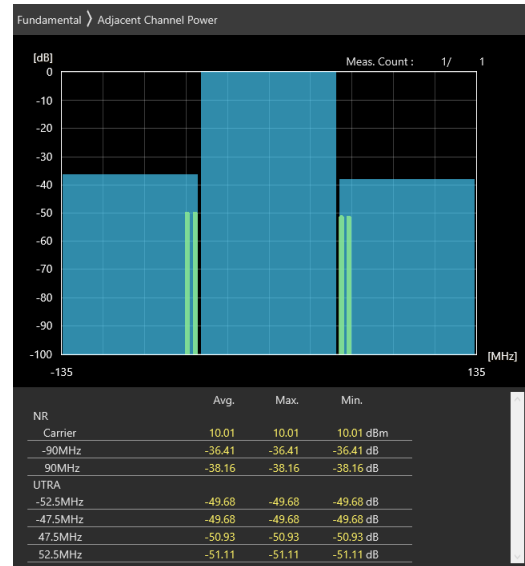 Fundamental ⟩ Adjacent Channel Power
[dB]
Meas. Count : 1/ 1
0
-10
-20
-30
-40
-50
-60
-70
-80
-90
-100
[MHz]
-135 135
Avg. Max. Min.
NR
Carrier 10.01 10.01 10.01 dBm
-90MHz -36.41 -36.41 -36.41 dB
90MHz -38.16 -38.16 -38.16 dB
UTRA
-52.5MHz -49.68 -49.68 -49.68 dB
-47.5MHz -49.68 -49.68 -49.68 dB
47.5MHz -50.93 -50.93 -50.93 dB
52.5MHz -51.11 -51.11 -51.11 dB